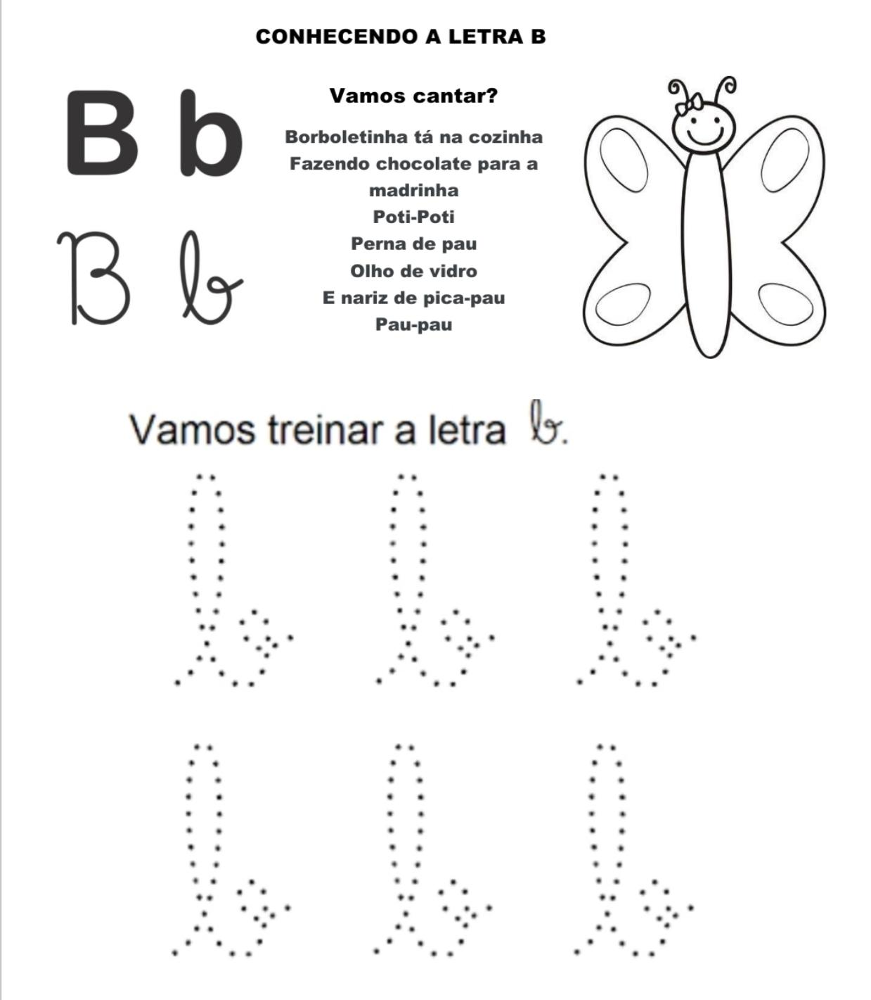 CONHECENDO A LETRA B
B b
B b
Vamos cantar?
Borboletinha tá na cozinha
Fazendo chocolate para a
madrinha
Poti-Poti
Perna de pau
Olho de vidro
E nariz de pica-pau
Pau-pau
Vamos treinar a letra b.
b b b
b b b